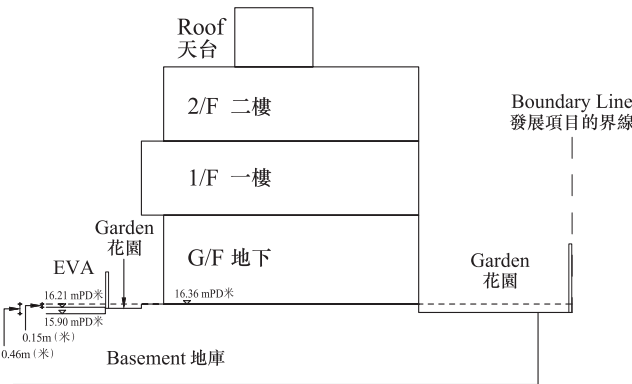 Roof
天台
2/F 二樓
Boundary Line
發展項目的界線
1/F 一樓
Garden
花園
G/F 地下
Garden
花園
EVA
16.21 mPD米
16.36 mPD米
15.90 mPD米
0.15m (米)
0.46m (米)
Basement 地庫